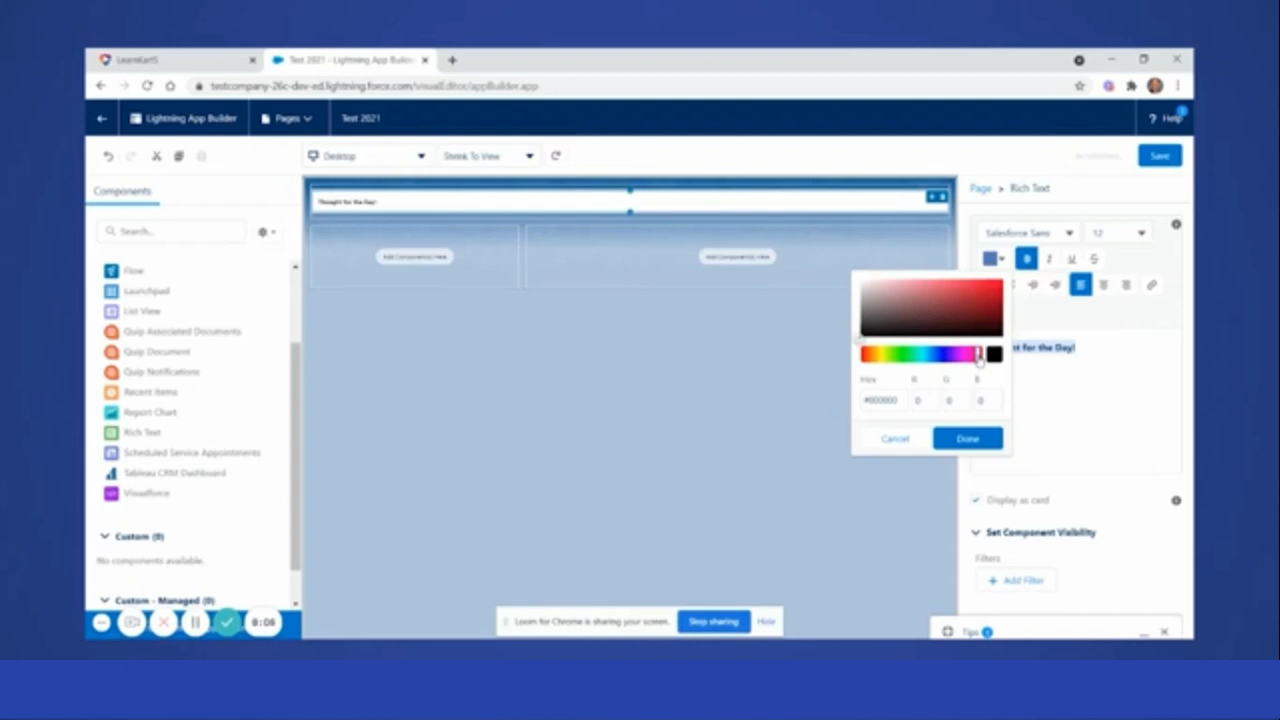 LearnKartS
Test 2021 - Lightning App Builder
testcompany-26c-dev-ed.lightning.force.com/visualEditor/appBuilder.app
Lightning App Builder
Pages
Test 2021
? Help
Desktop
Shrink To View
Save
Components
Search...
Flow
Launchpad
List View
Quip Associated Documents
Quip Document
Quip Notifications
Recent Items
Report Chart
Rich Text
Scheduled Service Appointments
Tableau CRM Dashboard
Visualforce
Custom (0)
No components available.
Custom - Managed (0)
6:08
Thought for the Day!
Add Component(s) Here
Add Component(s) Here
Loom for Chrome is sharing your screen.
Stop sharing
Hide
Page > Rich Text
Salesforce Sans
12
B I U S
ht for the Day!
Hex R G B
#000000 0 0 0
Cancel
Done
Display as card
Set Component Visibility
Filters
+ Add Filter
Tips